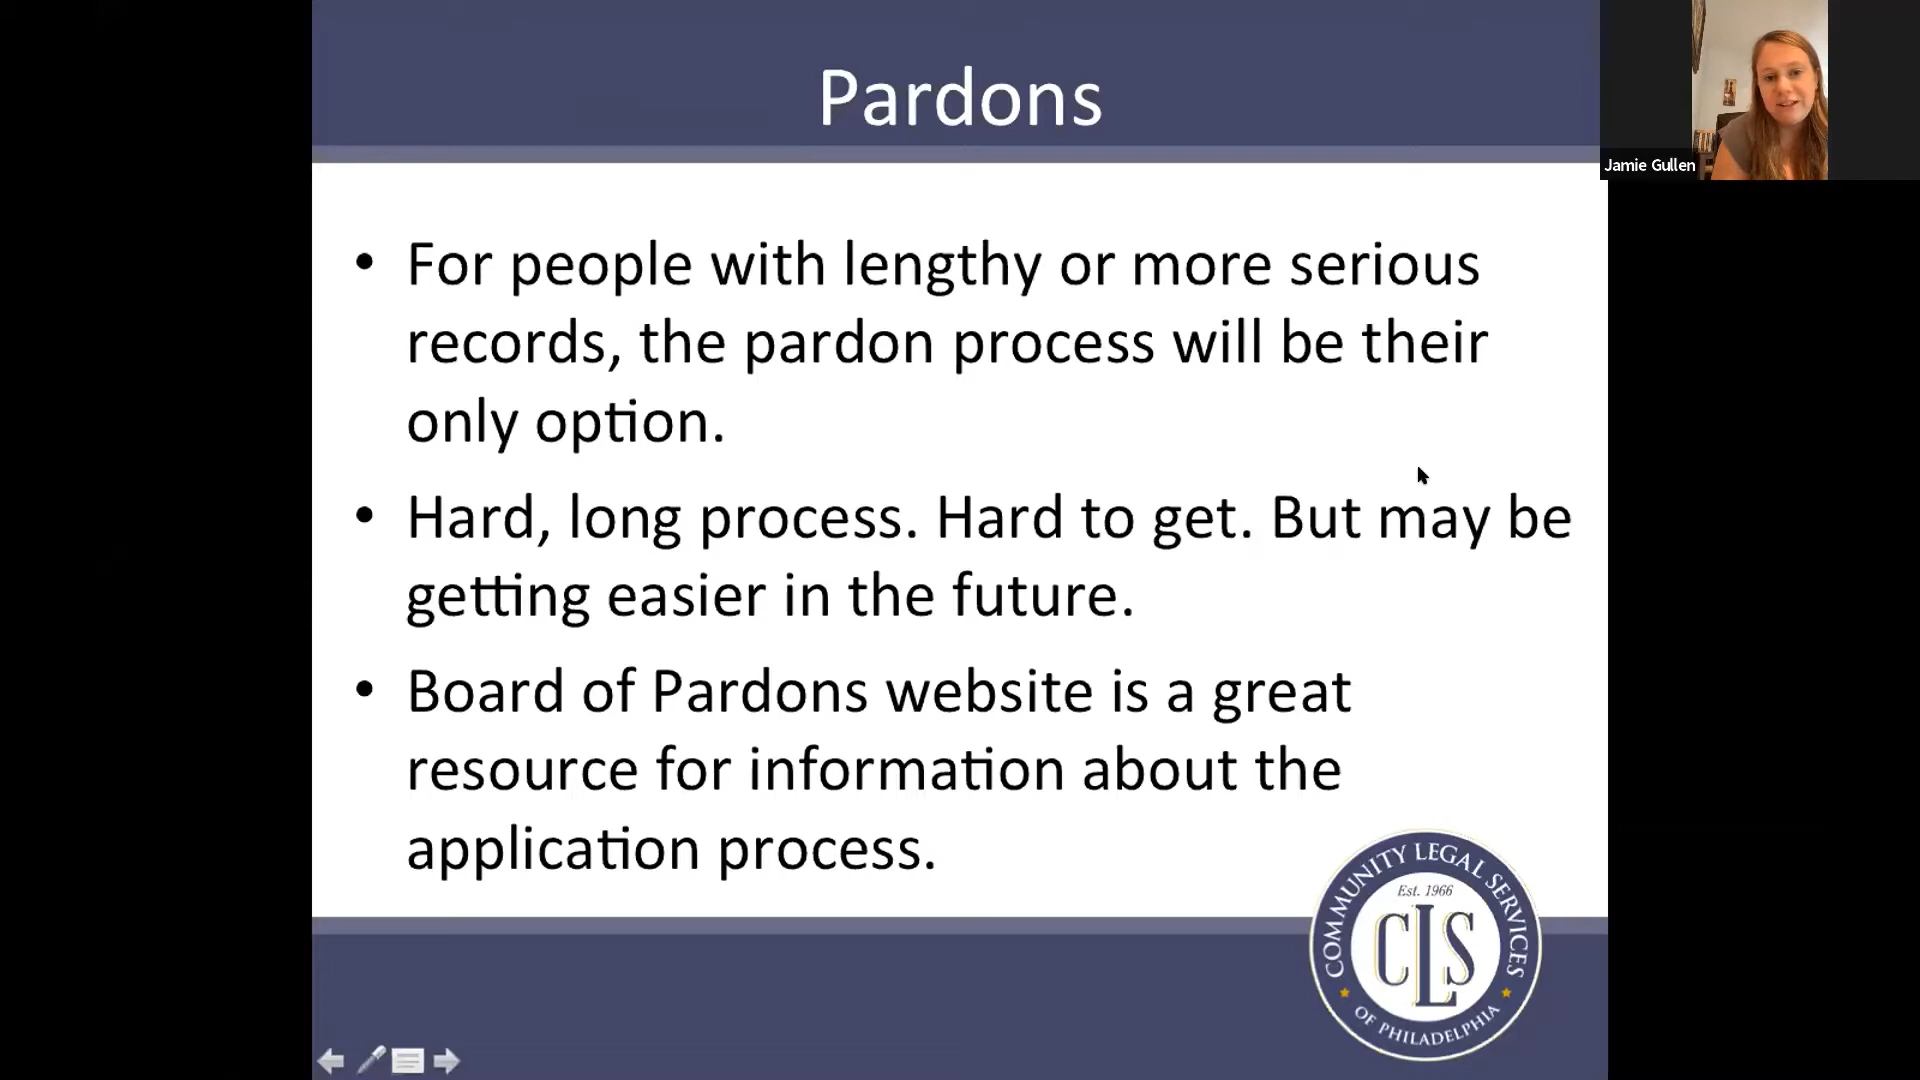 Pardons
Jamie Gullen
• For people with lengthy or more serious
records, the pardon process will be their
only option.
• Hard, long process. Hard to get. But may be
getting easier in the future.
• Board of Pardons website is a great
resource for information about the
application process.
COMMUNITY LEGAL SERVICES
Est. 1966
CLS
OF PHILADELPHIA